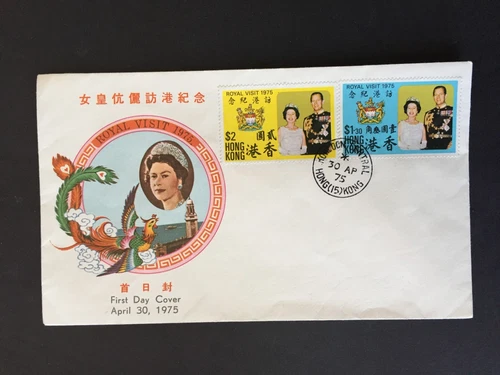 女皇伉儷訪港紀念
ROYAL VISIT 1975
首日封
First Day Cover
April 30, 1975
ROYAL VISIT 1975
訪港紀念
$2
貳圓
HONG KONG
香港
ROYAL VISIT 1975
訪港紀念
$1·30
壹圓叁角
HONG KONG
香港
30 AP
75
HONG(15)KONG